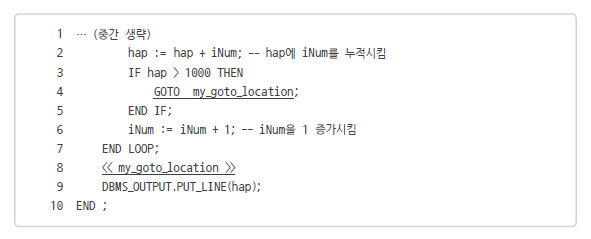 1 … (중간 생략)
2 hap := hap + iNum; -- hap에 iNum를 누적시킴
3 IF hap > 1000 THEN
4 GOTO my_goto_location;
5 END IF;
6 iNum := iNum + 1; -- iNum을 1 증가시킴
7 END LOOP;
8 << my_goto_location >>
9 DBMS_OUTPUT.PUT_LINE(hap);
10 END ;